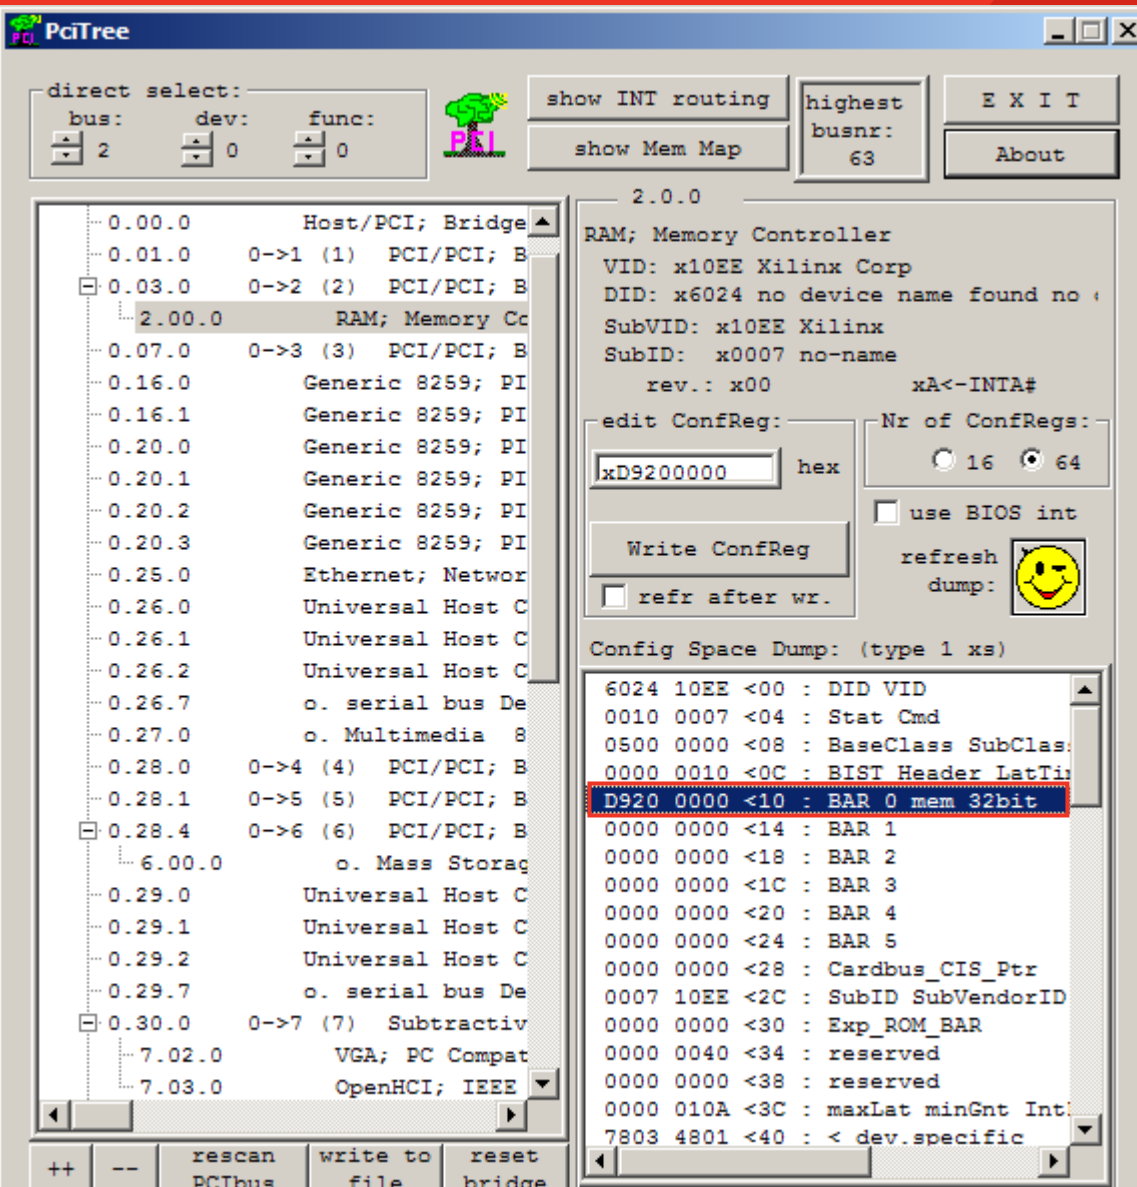 PciTree
direct select:
bus: dev: func:
2 0 0
PCI
show INT routing
show Mem Map
highest
busnr:
63
E X I T
About
0.00.0 Host/PCI; Bridge
0.01.0 0->1 (1) PCI/PCI; B
0.03.0 0->2 (2) PCI/PCI; B
2.00.0 RAM; Memory Co
0.07.0 0->3 (3) PCI/PCI; B
0.16.0 Generic 8259; PI
0.16.1 Generic 8259; PI
0.20.0 Generic 8259; PI
0.20.1 Generic 8259; PI
0.20.2 Generic 8259; PI
0.20.3 Generic 8259; PI
0.25.0 Ethernet; Networ
0.26.0 Universal Host C
0.26.1 Universal Host C
0.26.2 Universal Host C
0.26.7 o. serial bus De
0.27.0 o. Multimedia 8
0.28.0 0->4 (4) PCI/PCI; B
0.28.1 0->5 (5) PCI/PCI; B
0.28.4 0->6 (6) PCI/PCI; B
6.00.0 o. Mass Storag
0.29.0 Universal Host C
0.29.1 Universal Host C
0.29.2 Universal Host C
0.29.7 o. serial bus De
0.30.0 0->7 (7) Subtractiv
7.02.0 VGA; PC Compat
7.03.0 OpenHCI; IEEE
++ --
rescan
PCIbus
write to
file
reset
bridge
2.0.0
RAM; Memory Controller
VID: x10EE Xilinx Corp
DID: x6024 no device name found no
SubVID: x10EE Xilinx
SubID: x0007 no-name
rev.: x00 xA<-INTA#
edit ConfReg:
xD9200000 hex
Write ConfReg
refr after wr.
Nr of ConfRegs:
16 64
use BIOS int
refresh
dump:
Config Space Dump: (type 1 xs)
6024 10EE <00 : DID VID
0010 0007 <04 : Stat Cmd
0500 0000 <08 : BaseClass SubClas
0000 0010 <0C : BIST Header LatTi
D920 0000 <10 : BAR 0 mem 32bit
0000 0000 <14 : BAR 1
0000 0000 <18 : BAR 2
0000 0000 <1C : BAR 3
0000 0000 <20 : BAR 4
0000 0000 <24 : BAR 5
0000 0000 <28 : Cardbus_CIS_Ptr
0007 10EE <2C : SubID SubVendorID
0000 0000 <30 : Exp_ROM_BAR
0000 0040 <34 : reserved
0000 0000 <38 : reserved
0000 010A <3C : maxLat minGnt Int
7803 4801 <40 : < dev.specific